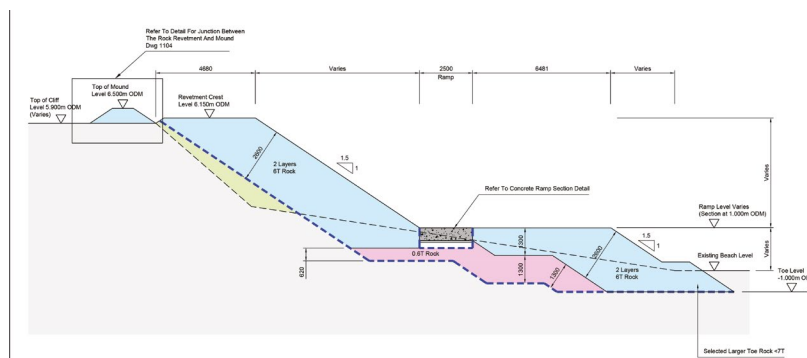 Refer To Detail For Junction Between
The Rock Revetment And Mound
Dwg 1104
4680
Varies
2500
Ramp
6481
Varies
Top of Mound
Level 6.500m ODM
Top of Cliff
Level 5.900m ODM
(Varies)
Revetment Crest
Level 6.150m ODM
2600
2 Layers
6T Rock
1.5
1
Refer To Concrete Ramp Section Detail
Varies
Ramp Level Varies
(Section at 1.000m ODM)
1.5
1
Varies
Existing Beach Level
1300
2600
0.6T Rock
620
1300
1300
2 Layers
6T Rock
Toe Level
-1.000m O
Selected Larger Toe Rock <7T